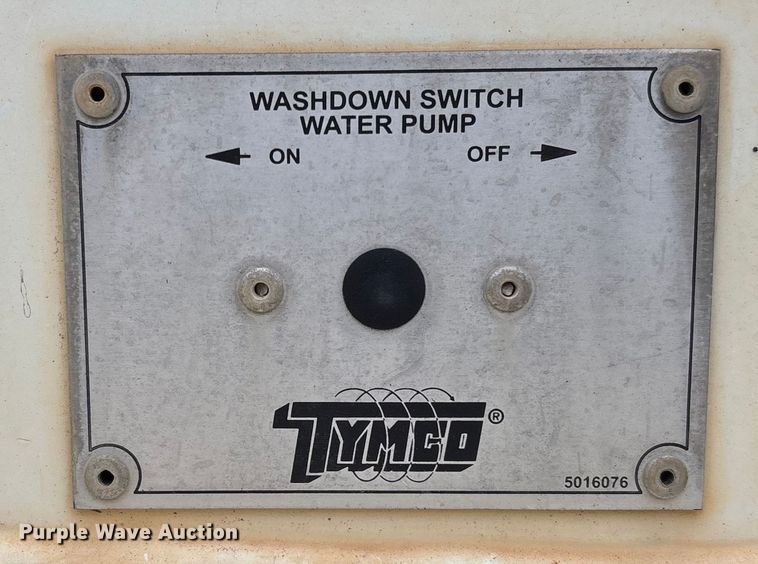 WASHDOWN SWITCH
WATER PUMP
ON OFF
TYMCO®
5016076
Purple Wave Auction